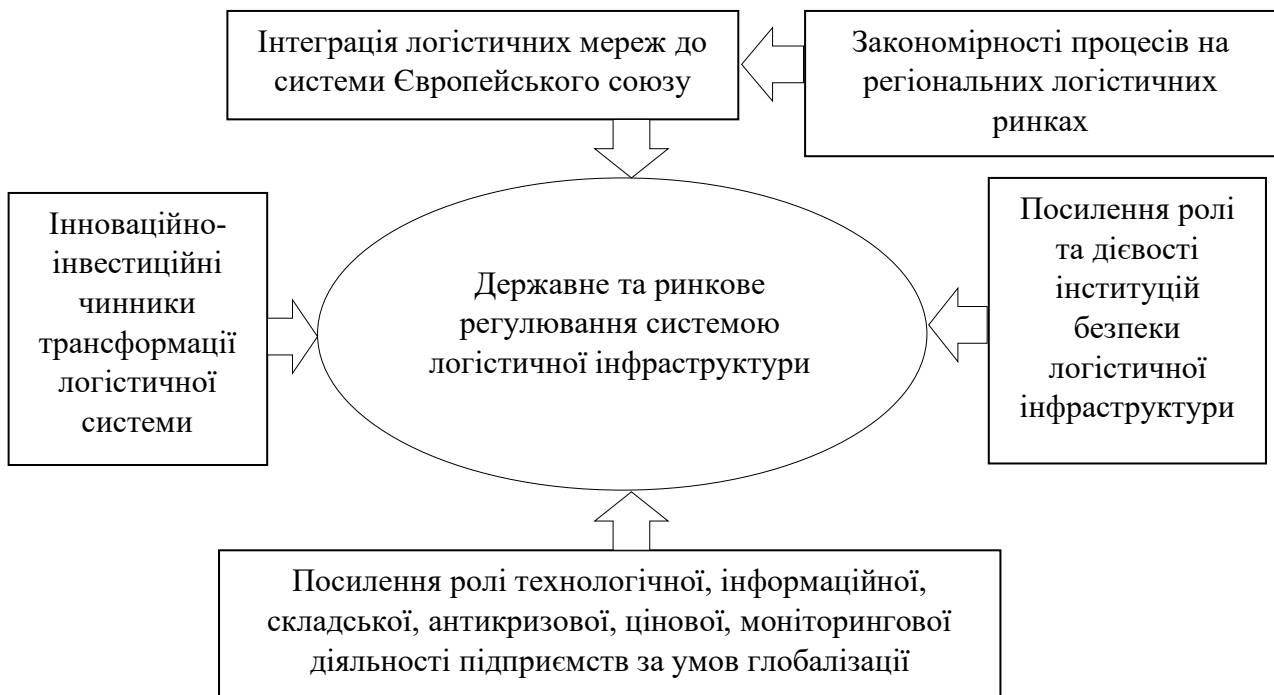 Інтеграція логістичних мереж до
системи Європейського союзу
Закономірності процесів на
регіональних логістичних
ринках
Інноваційно-
інвестиційні
чинники
трансформації
логістичної
системи
Державне та ринкове
регулювання системою
логістичної інфраструктури
Посилення ролі
та дієвості
інституцій
безпеки
логістичної
інфраструктури
Посилення ролі технологічної, інформаційної,
складської, антикризової, цінової, моніторингової
діяльності підприємств за умов глобалізації